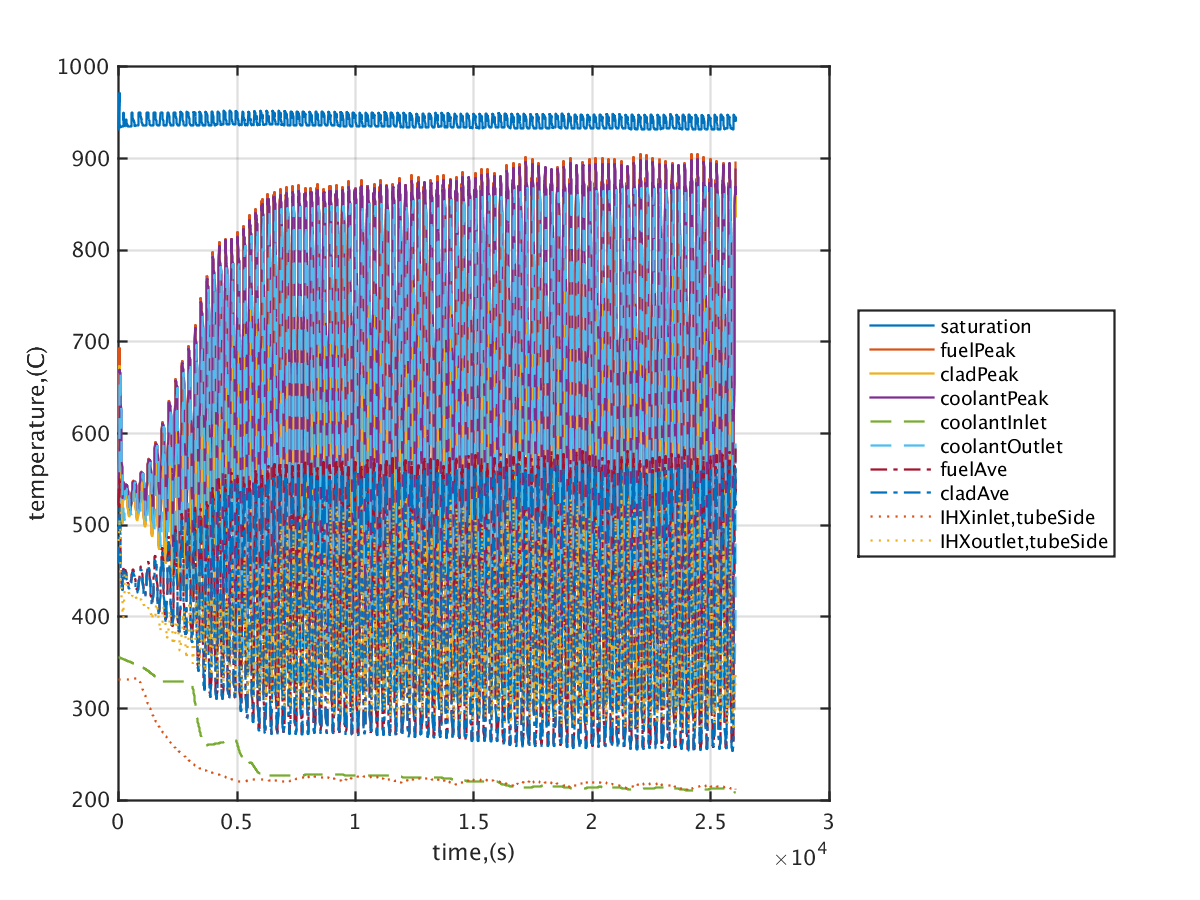 1000
900
800
700
600
500
400
300
200
temperature,(C)
0
0.5
1
1.5
2
2.5
3
time,(s)
×10^4
saturation
fuelPeak
cladPeak
coolantPeak
coolantInlet
coolantOutlet
fuelAve
cladAve
IHXinlet,tubeSide
IHXoutlet,tubeSide